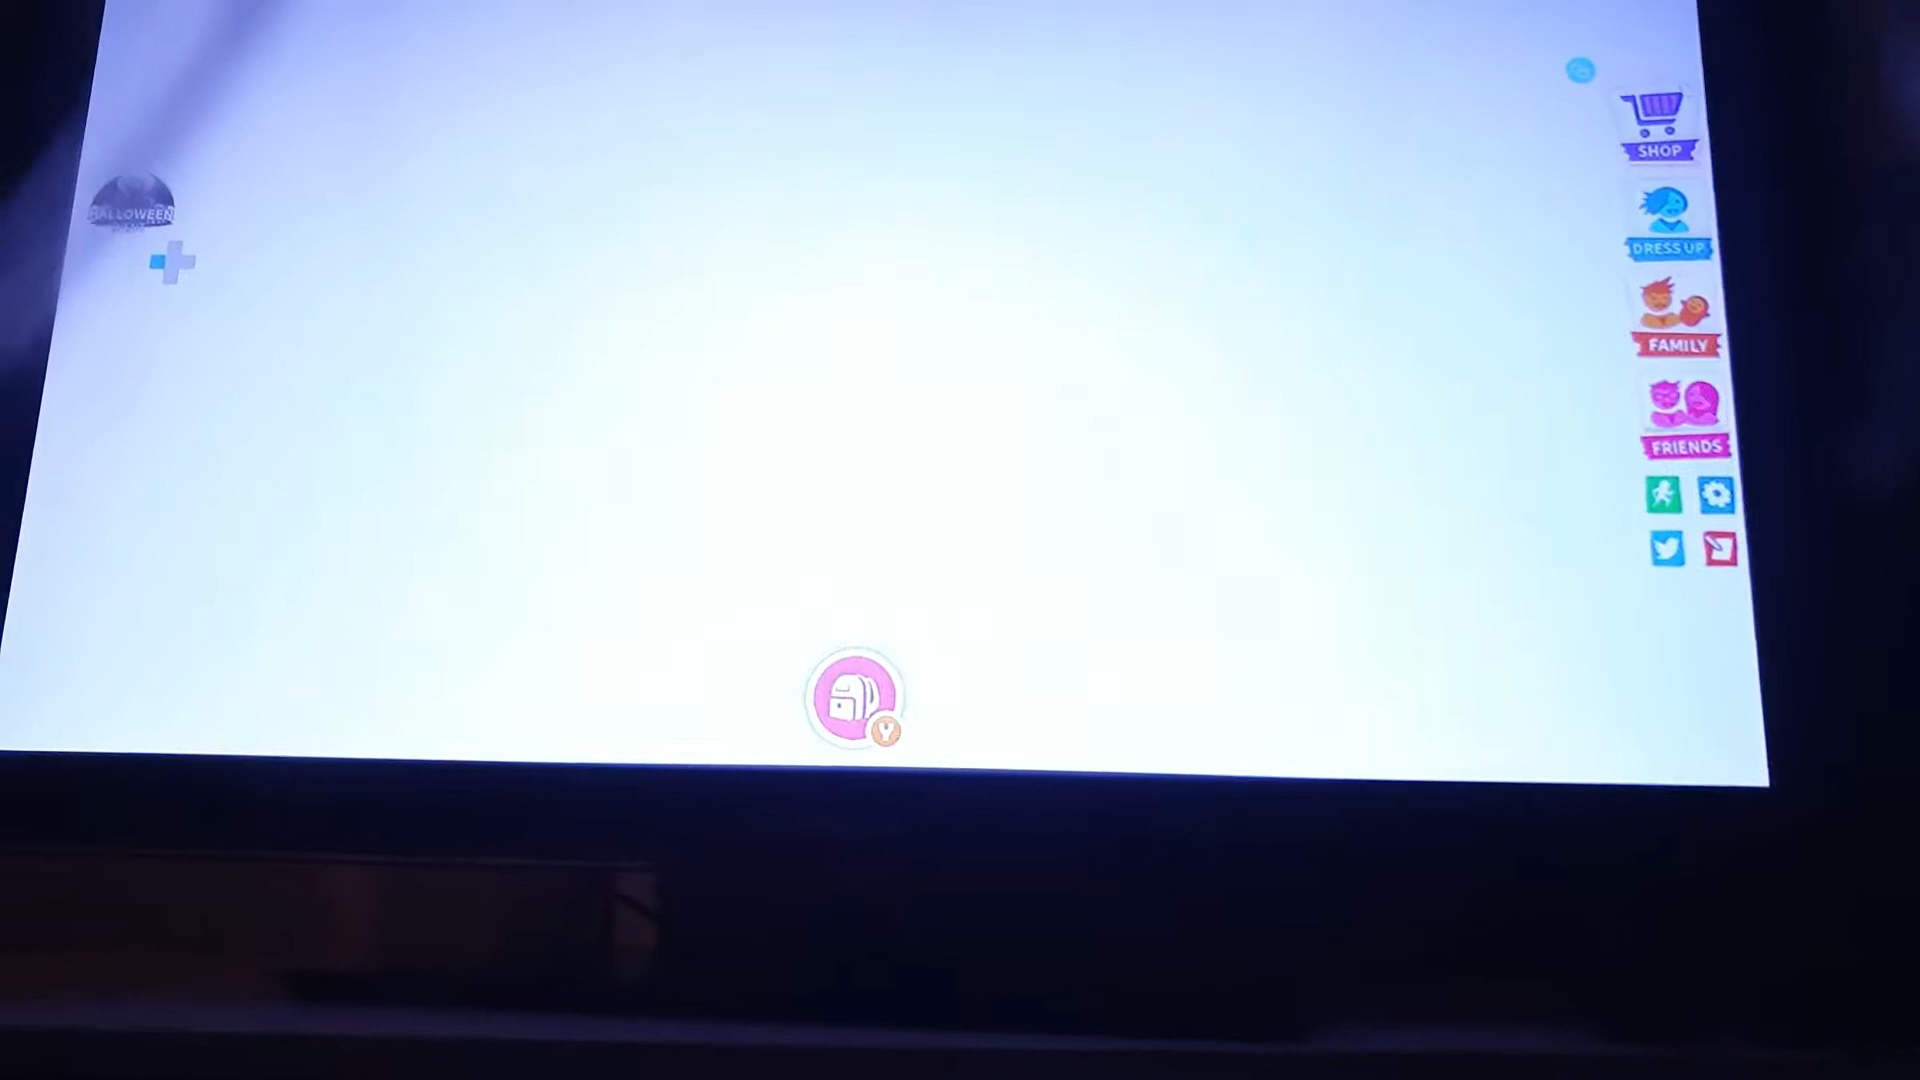 HALLOWEEN
SHOP
DRESS UP
FAMILY
FRIENDS
Y